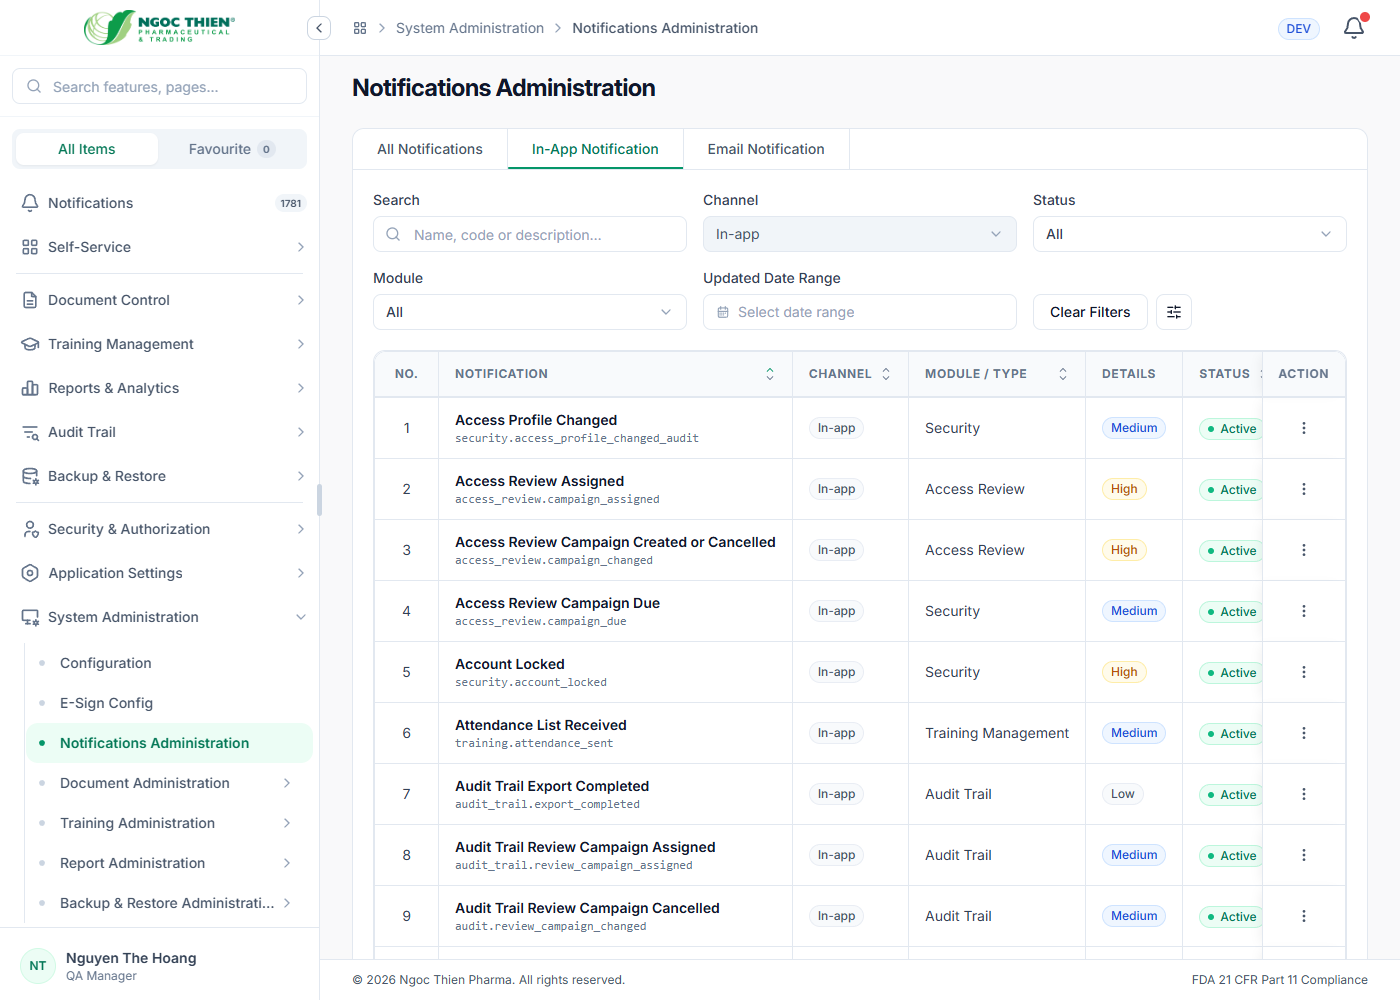 NGOC THIEN®
PHARMACEUTICAL
& TRADING
Search features, pages...
All Items
Favourite 0
Notifications 1781
Self-Service
Document Control
Training Management
Reports & Analytics
Audit Trail
Backup & Restore
Security & Authorization
Application Settings
System Administration
Configuration
E-Sign Config
Notifications Administration
Document Administration
Training Administration
Report Administration
Backup & Restore Administrati...
NT
Nguyen The Hoang
QA Manager
System Administration
Notifications Administration
DEV
Notifications Administration
All Notifications
In-App Notification
Email Notification
Search
Name, code or description...
Channel
In-app
Status
All
Module
All
Updated Date Range
Select date range
Clear Filters
NO. NOTIFICATION CHANNEL MODULE / TYPE DETAILS STATUS ACTION
1 Access Profile Changed In-app Security Medium Active
security.access_profile_changed_audit
2 Access Review Assigned In-app Access Review High Active
access_review.campaign_assigned
3 Access Review Campaign Created or Cancelled In-app Access Review High Active
access_review.campaign_changed
4 Access Review Campaign Due In-app Security Medium Active
access_review.campaign_due
5 Account Locked In-app Security High Active
security.account_locked
6 Attendance List Received In-app Training Management Medium Active
training.attendance_sent
7 Audit Trail Export Completed In-app Audit Trail Low Active
audit_trail.export_completed
8 Audit Trail Review Campaign Assigned In-app Audit Trail Medium Active
audit_trail.review_campaign_assigned
9 Audit Trail Review Campaign Cancelled In-app Audit Trail Medium Active
audit.review_campaign_changed
© 2026 Ngoc Thien Pharma. All rights reserved.
FDA 21 CFR Part 11 Compliance